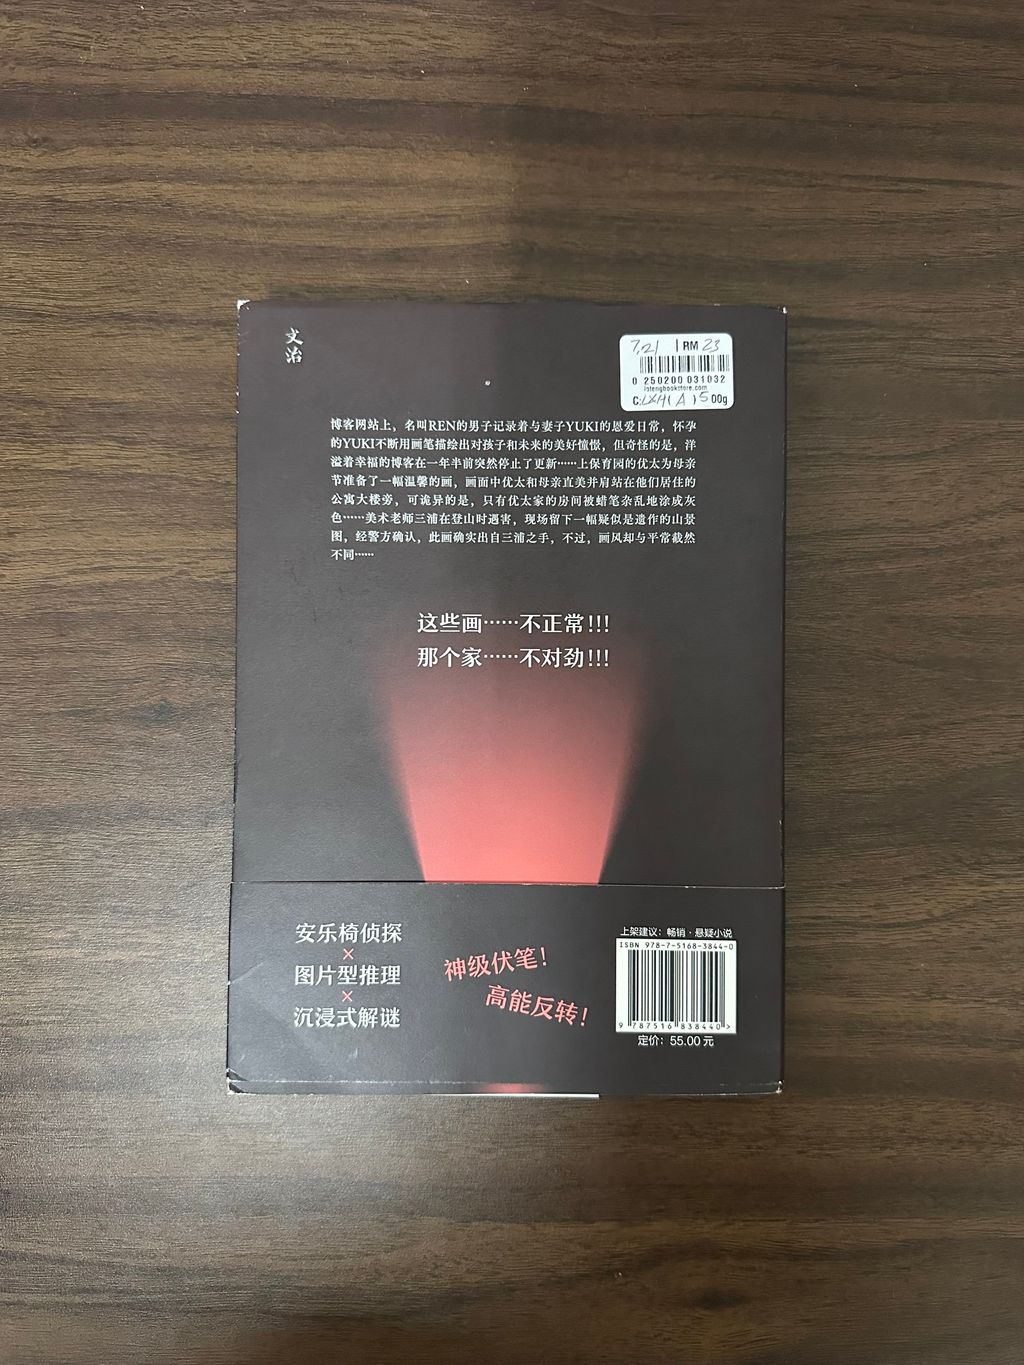 文治
7.21 RM 23
0 250200 031032
C: A 1500g
博客网站上，名叫REN的男子记录着与妻子YUKI的恩爱日常，怀孕
的YUKI不断用画笔描绘出对孩子和未来的美好憧憬，但奇怪的是，洋
溢着幸福的博客在一年半前突然停止了更新……上保育园的优太为母亲
节准备了一幅温馨的画，画面中优太和母亲直美并肩站在他们居住的
公寓大楼旁，可诡异的是，只有优太家的房间被蜡笔杂乱地涂成灰
色……美术老师三浦在登山时遇害，现场留下一幅疑似是遗作的山景
图，经警方确认，此画确实出自三浦之手，不过，画风却与平常截然
不同……
这些画……不正常!!!
那个家……不对劲!!!
安乐椅侦探
×
图片型推理
×
沉浸式解谜
神级伏笔！
高能反转！
上架建议：畅销·悬疑小说
ISBN 978-7-5168-3844-0
9 787516 838440>
定价：55.00 元